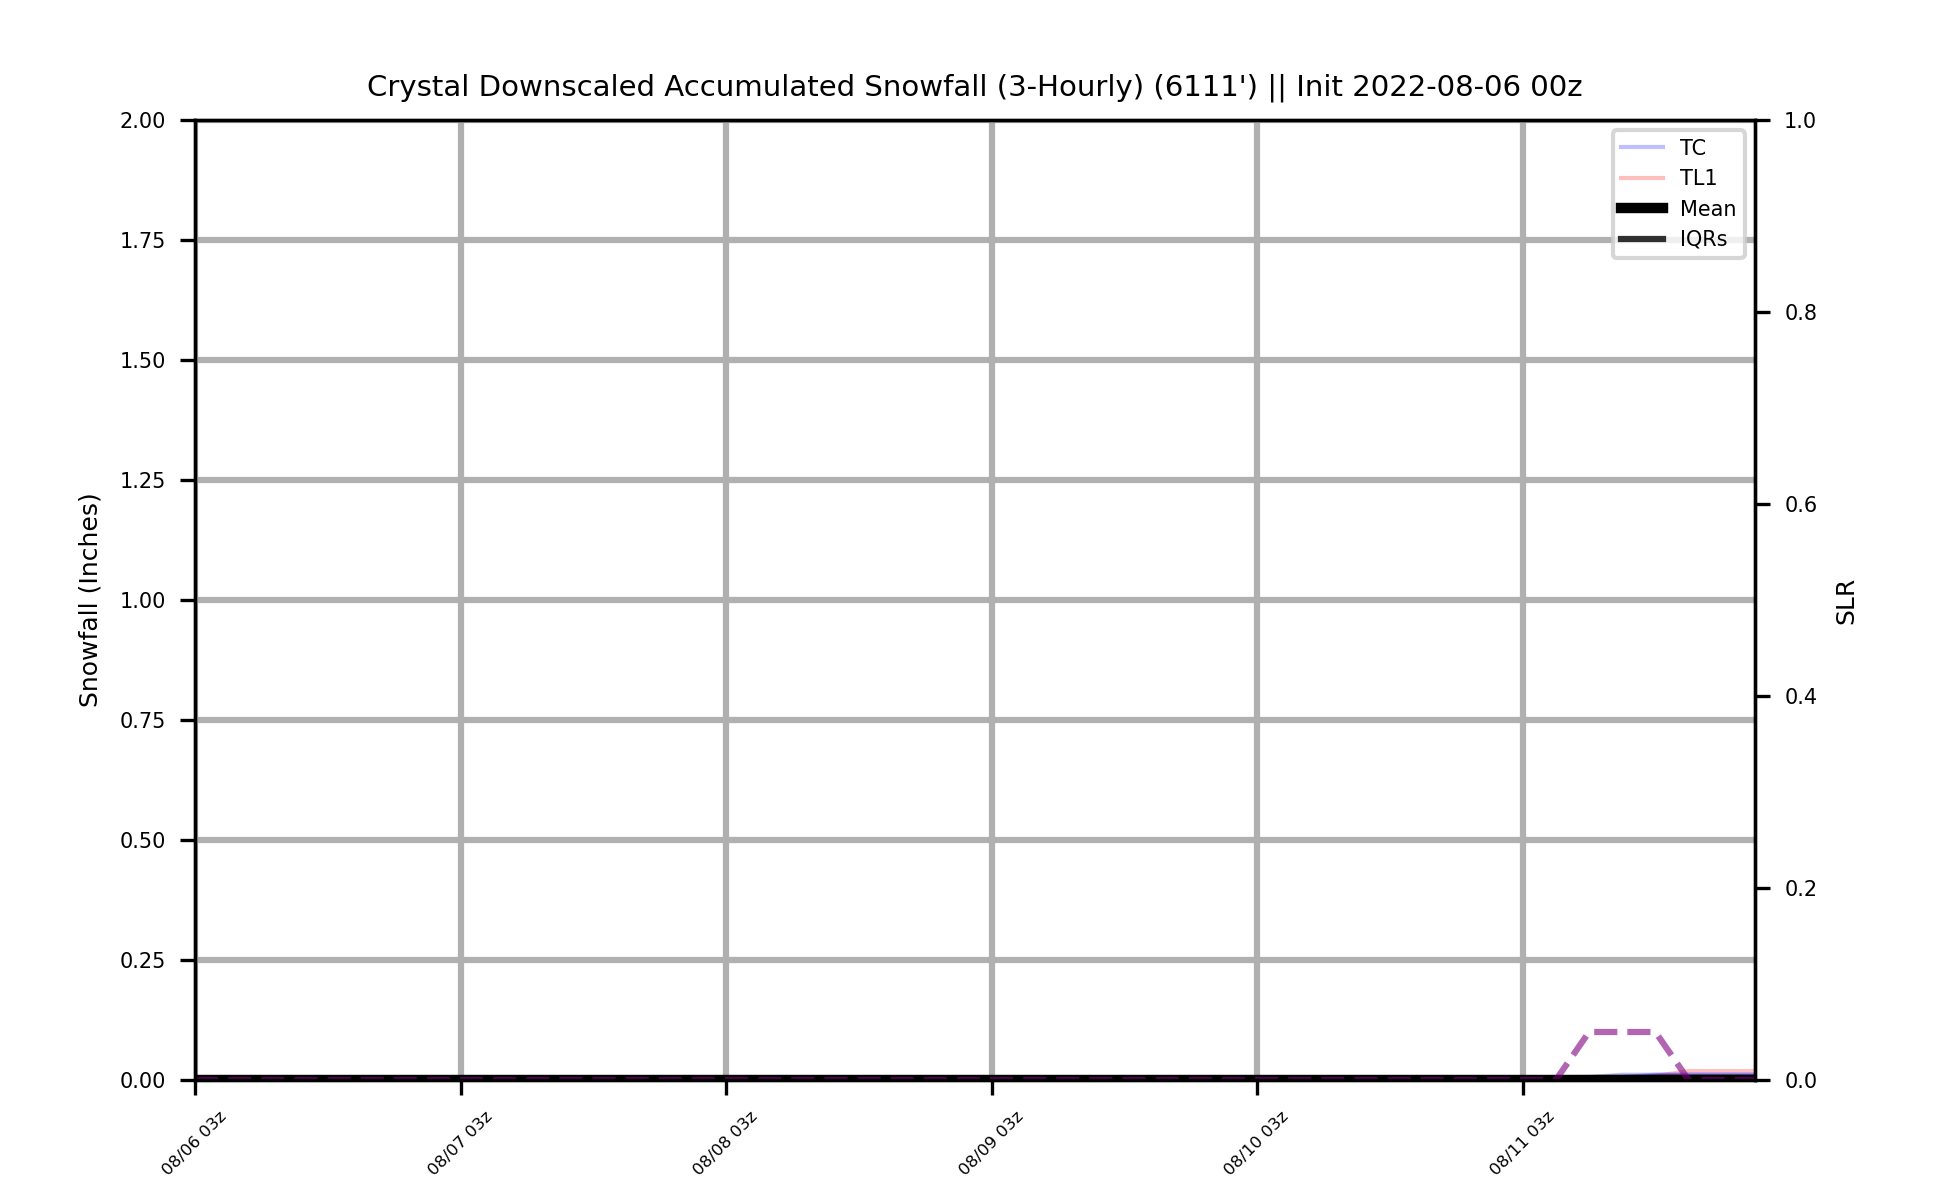 Crystal Downscaled Accumulated Snowfall (3-Hourly) (6111') || Init 2022-08-06 00z
2.00
1.75
1.50
1.25
1.00
0.75
0.50
0.25
0.00
Snowfall (Inches)
1.0
0.8
0.6
0.4
0.2
0.0
SLR
TC
TL1
Mean
IQRs
08/06 03z
08/07 03z
08/08 03z
08/09 03z
08/10 03z
08/11 03z